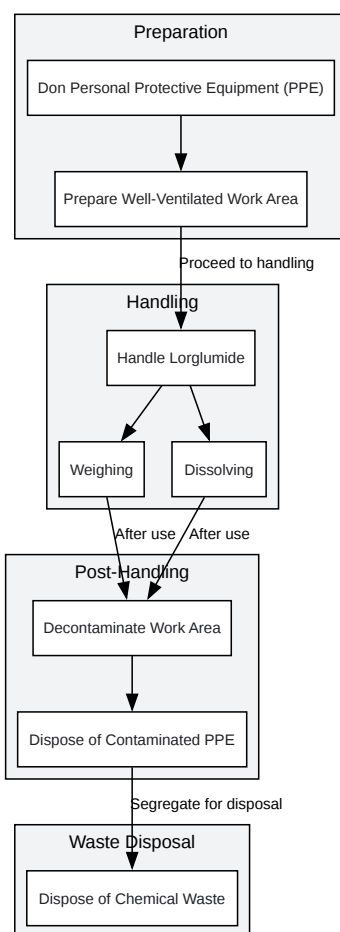 Preparation
Don Personal Protective Equipment (PPE)
Prepare Well-Ventilated Work Area
Proceed to handling
Handling
Handle Lorglumide
Weighing
Dissolving
After use
After use
Post-Handling
Decontaminate Work Area
Dispose of Contaminated PPE
Segregate for disposal
Waste Disposal
Dispose of Chemical Waste